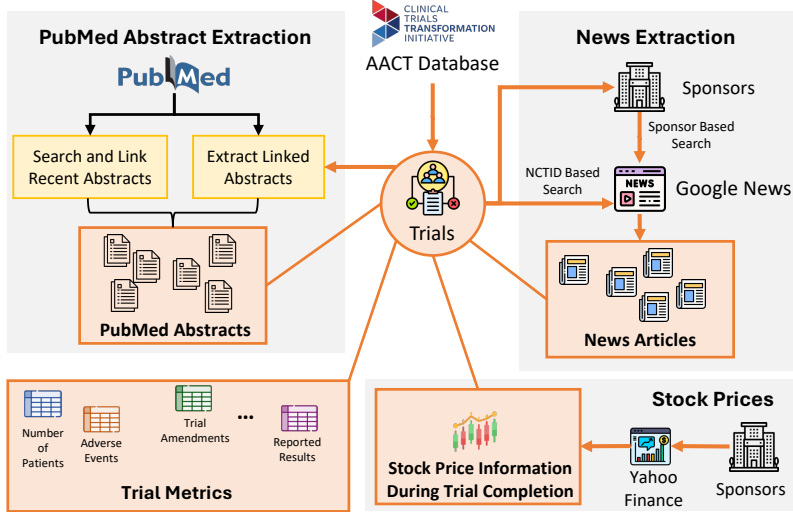 PubMed Abstract Extraction
PubMed
Search and Link
Recent Abstracts
Extract Linked
Abstracts
PubMed Abstracts
CLINICAL
TRIALS
TRANSFORMATION
INITIATIVE
AACT Database
Trials
News Extraction
Sponsors
Sponsor Based
Search
NCTID Based
Search
NEWS
Google News
News Articles
Number
of
Patients
Adverse
Events
Trial
Amendments
...
Reported
Results
Trial Metrics
Stock Prices
Stock Price Information
During Trial Completion
Yahoo
Finance
Sponsors